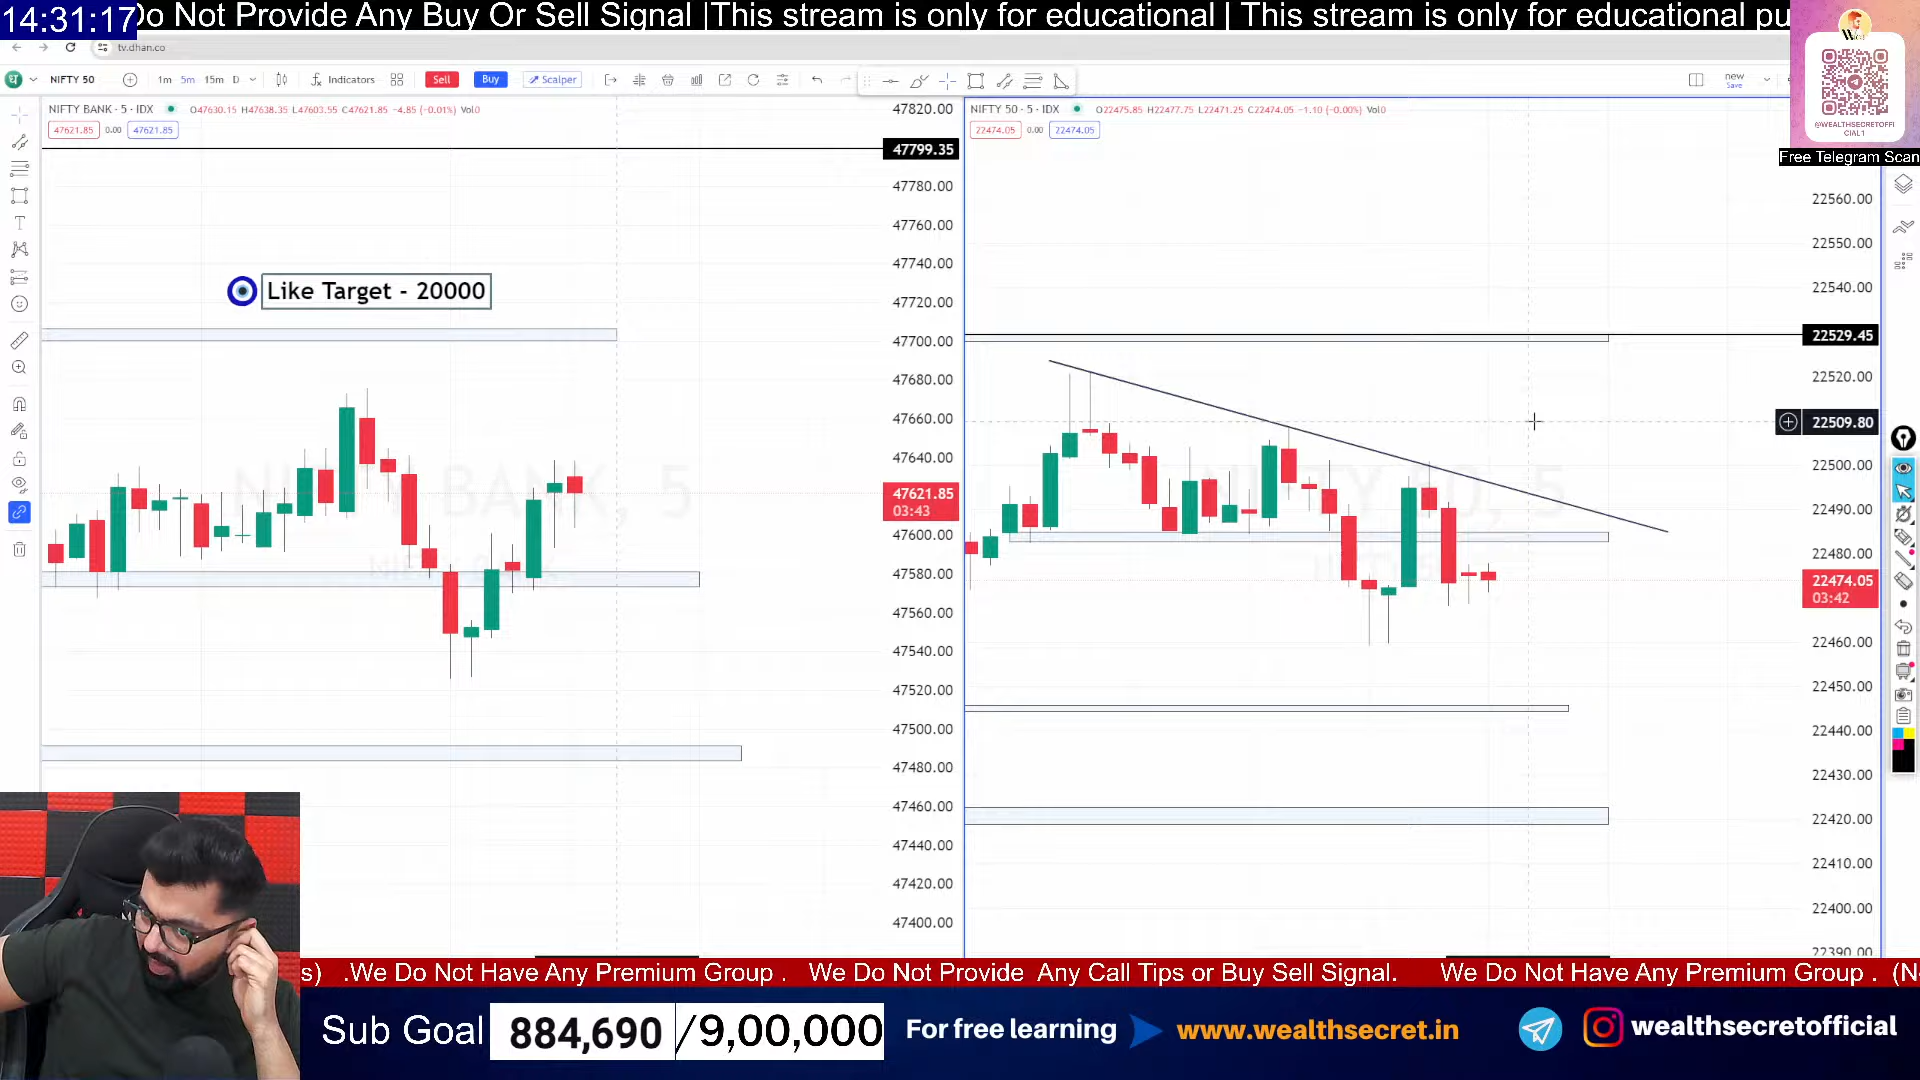 14:31:17 Do Not Provide Any Buy Or Sell Signal |This stream is only for educational | This stream is only for educational pu
tv.dhan.co
NIFTY 50 1m 5m 15m D Indicators Sell Buy Scalper new
Save
@WEALTHSECRETOFFI
CIAL1
Free Telegram Scan
NIFTY BANK · 5 · IDX O47630.15 H47638.35 L47603.55 C47621.85 -4.85 (-0.01%) Vol0
47621.85 0.00 47621.85
NIFTY 50 · 5 · IDX O22475.85 H22477.75 L22471.25 C22474.05 -1.10 (-0.00%) Vol0
22474.05 0.00 22474.05
Like Target - 20000
NIFTY BANK, 5
NIFTY 50, 5
47820.00
47799.35
47780.00
47760.00
47740.00
47720.00
47700.00
47680.00
47660.00
47640.00
47621.85
03:43
47600.00
47580.00
47560.00
47540.00
47520.00
47500.00
47480.00
47460.00
47440.00
47420.00
47400.00
22560.00
22550.00
22540.00
22529.45
22520.00
22509.80
22500.00
22490.00
22480.00
22474.05
03:42
22460.00
22450.00
22440.00
22430.00
22420.00
22410.00
22400.00
22390.00
s) .We Do Not Have Any Premium Group . We Do Not Provide Any Call Tips or Buy Sell Signal. We Do Not Have Any Premium Group . (N
Sub Goal 884,690 /9,00,000 For free learning www.wealthsecret.in wealthsecretofficial